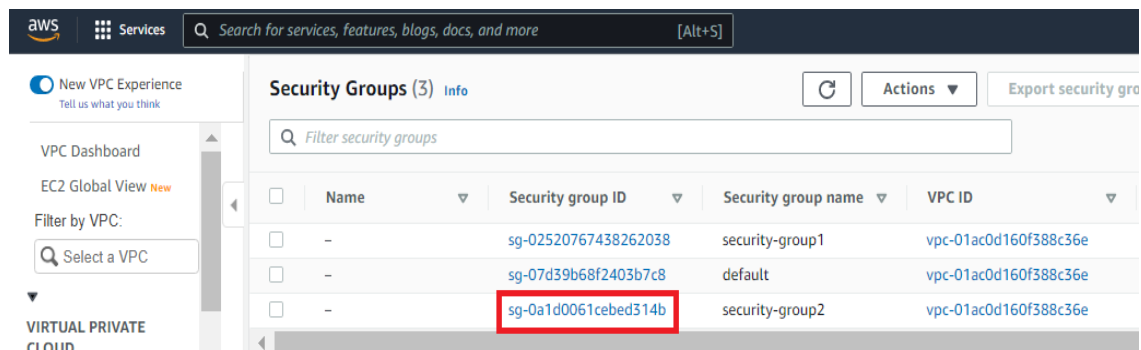 aws Services Search for services, features, blogs, docs, and more [Alt+S]
New VPC Experience
Tell us what you think
VPC Dashboard
EC2 Global View New
Filter by VPC:
Select a VPC
VIRTUAL PRIVATE
CLOUD
Security Groups (3) Info
Actions Export security gro
Filter security groups
Name Security group ID Security group name VPC ID
– sg-02520767438262038 security-group1 vpc-01ac0d160f388c36e
– sg-07d39b68f2403b7c8 default vpc-01ac0d160f388c36e
– sg-0a1d0061cebed314b security-group2 vpc-01ac0d160f388c36e